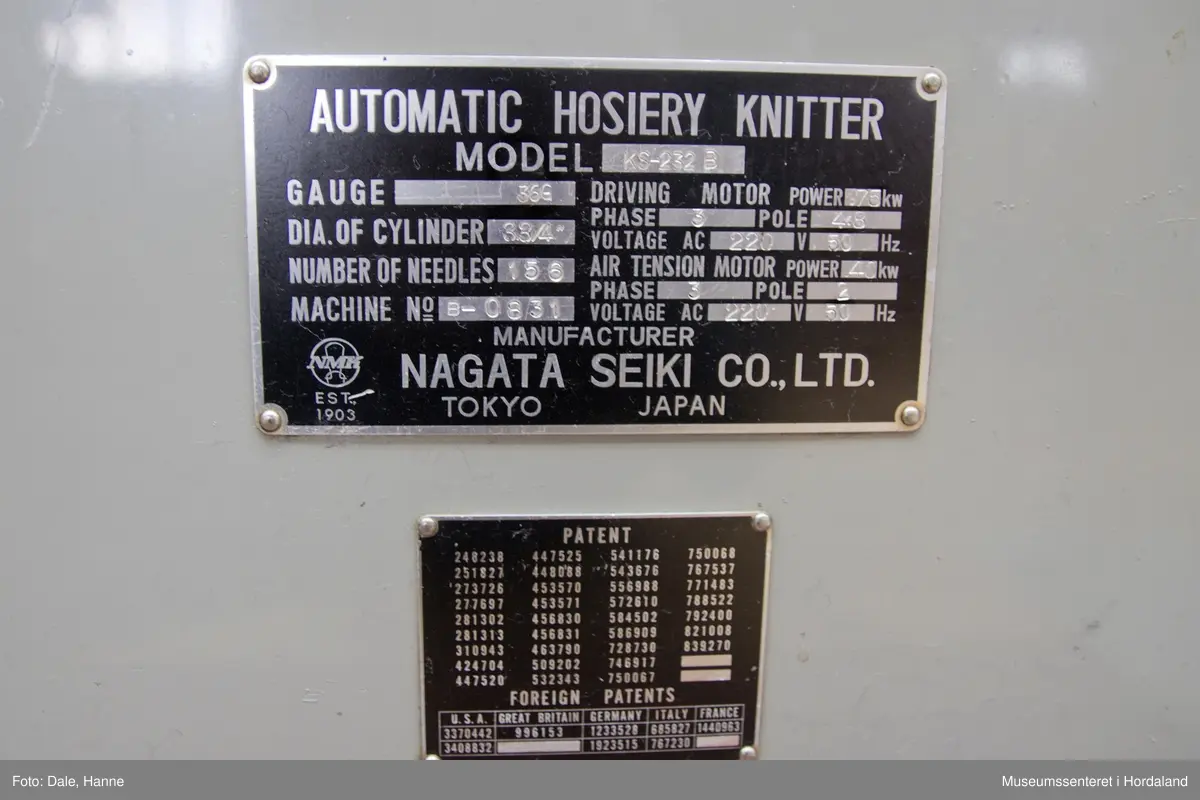 AUTOMATIC HOSIERY KNITTER
MODEL KS-232 B
GAUGE 36G
DIA. OF CYLINDER 33/4"
NUMBER OF NEEDLES 156
MACHINE No B-0831
DRIVING MOTOR POWER .75 kw
PHASE 3 POLE 4.8
VOLTAGE AC 220 V 50 Hz
AIR TENSION MOTOR POWER kw
PHASE 3 POLE 2
VOLTAGE AC 220 V 50 Hz
MANUFACTURER
NAGATA SEIKI CO., LTD.
TOKYO JAPAN
NMK
EST.,
1903
PATENT
248238 447525 541176 750068
251827 448088 543676 767537
273726 453570 556988 771483
277697 453571 572610 788522
281302 456830 584502 792400
281313 456831 586909 821008
310943 463790 728730 839270
424704 509202 746917
447520 532343 750067
FOREIGN PATENTS
U.S.A. GREAT BRITAIN GERMANY ITALY FRANCE
3370442 996153 1233528 685827 1440963
3408832 1923515 767230
Foto: Dale, Hanne
Museumssenteret i Hordaland